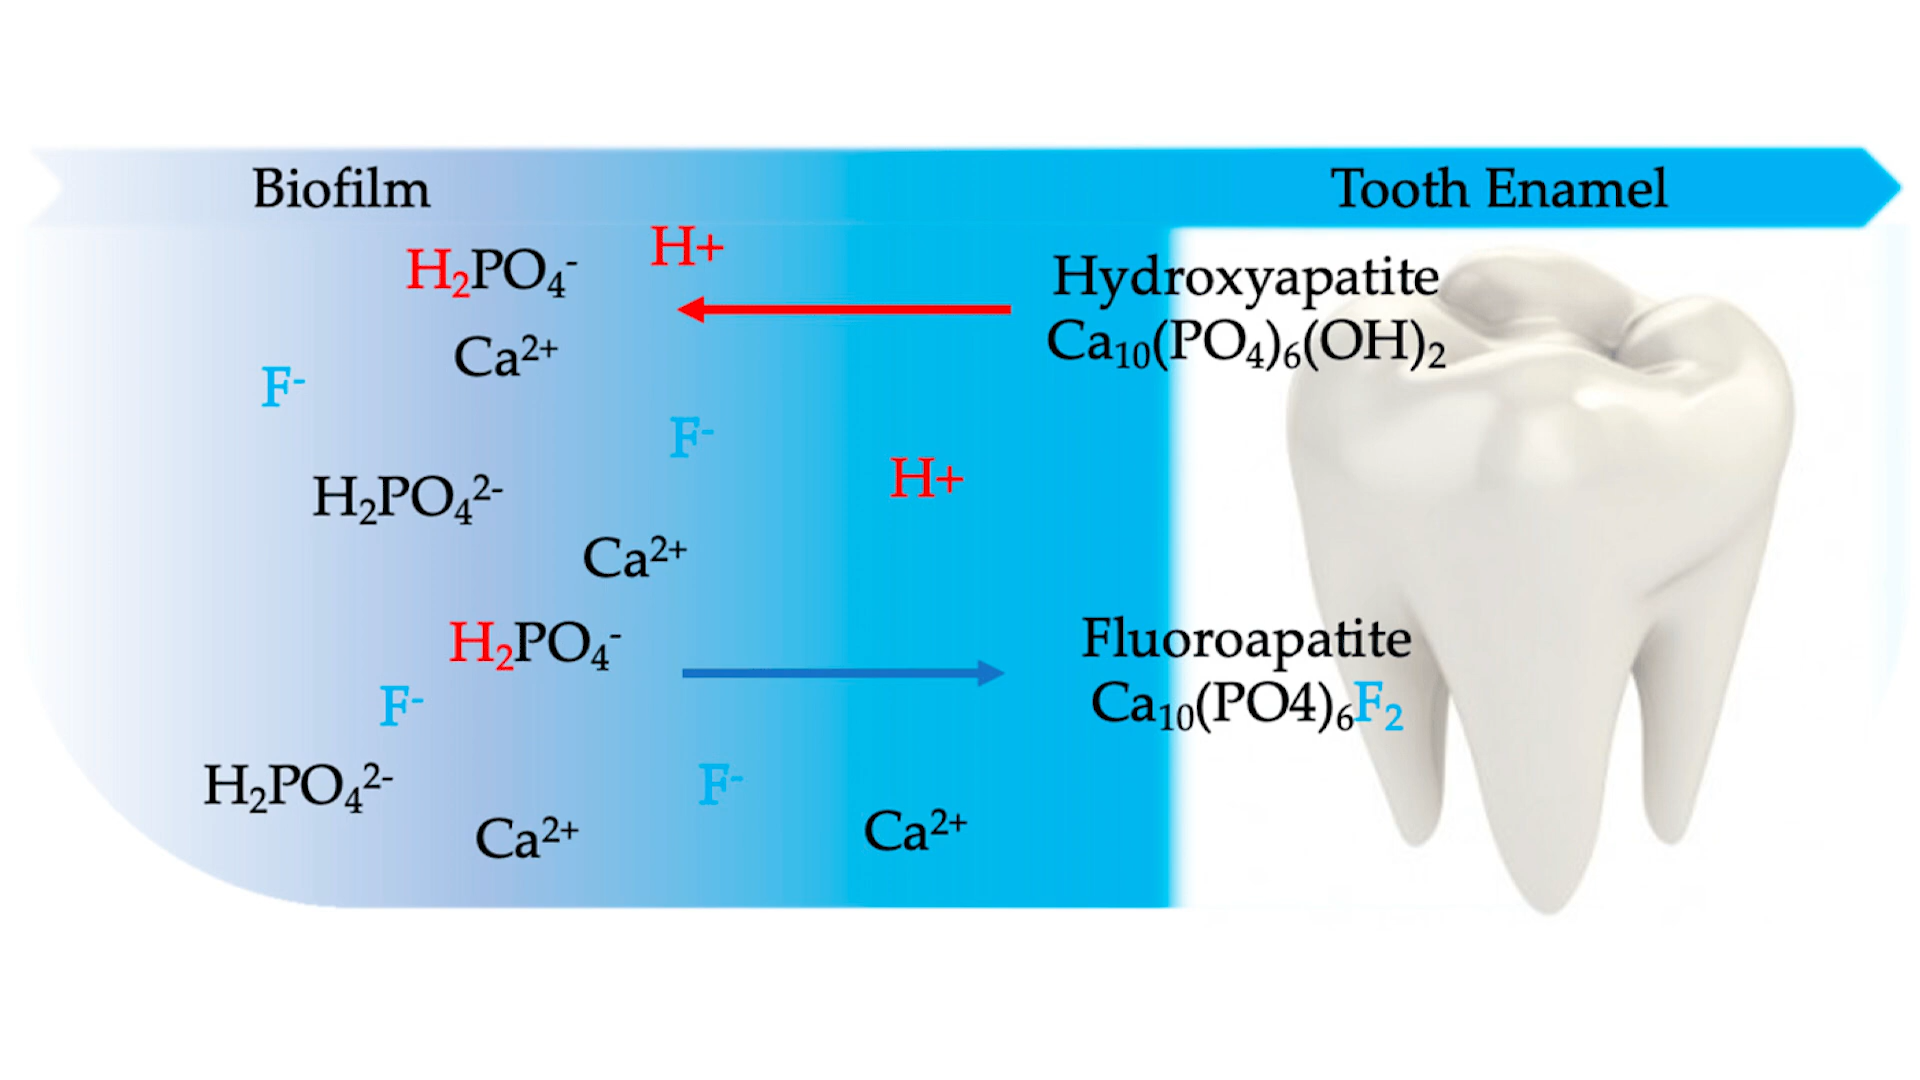 Biofilm
Tooth Enamel
H₂PO₄⁻
H+
Hydroxyapatite
Ca₁₀(PO₄)₆(OH)₂
Ca²⁺
F⁻
F⁻
H+
H₂PO₄²⁻
Ca²⁺
H₂PO₄⁻
Fluoroapatite
Ca₁₀(PO4)₆F₂
F⁻
H₂PO₄²⁻
F⁻
Ca²⁺
Ca²⁺